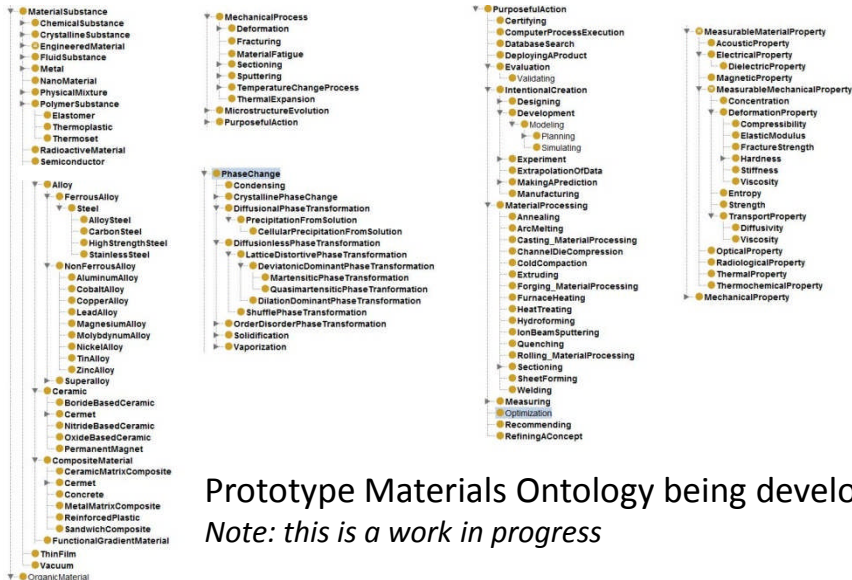 MaterialSubstance
ChemicalSubstance
CrystallineSubstance
EngineeredMaterial
FluidSubstance
Metal
NanoMaterial
PhysicalMixture
PolymerSubstance
Elastomer
Thermoplastic
Thermoset
RadioactiveMaterial
Semiconductor
Alloy
FerrousAlloy
Steel
AlloySteel
CarbonSteel
HighStrengthSteel
StainlessSteel
NonFerrousAlloy
AluminumAlloy
CobaltAlloy
CopperAlloy
LeadAlloy
MagnesiumAlloy
MolybdynumAlloy
NickelAlloy
TinAlloy
ZincAlloy
Superalloy
Ceramic
BorideBasedCeramic
Cermet
NitrideBasedCeramic
OxideBasedCeramic
PermanentMagnet
CompositeMaterial
CeramicMatrixComposite
Cermet
Concrete
MetalMatrixComposite
ReinforcedPlastic
SandwichComposite
FunctionalGradientMaterial
ThinFilm
Vacuum
OrganicMaterial
MechanicalProcess
Deformation
Fracturing
MaterialFatigue
Sectioning
Sputtering
TemperatureChangeProcess
ThermalExpansion
MicrostructureEvolution
PurposefulAction
PhaseChange
Condensing
CrystallinePhaseChange
DiffusionalPhaseTransformation
PrecipitationFromSolution
CellularPrecipitationFromSolution
DiffusionlessPhaseTransformation
LatticeDistortivePhaseTransformation
DeviatonicDominantPhaseTransformation
MartensiticPhaseTransformation
QuasimartensiticPhaseTranformation
DilationDominantPhaseTransformation
ShufflePhaseTransformation
OrderDisorderPhaseTransformation
Solidification
Vaporization
PurposefulAction
Certifying
ComputerProcessExecution
DatabaseSearch
DeployingAProduct
Evaluation
Validating
IntentionalCreation
Designing
Development
Modeling
Planning
Simulating
Experiment
ExtrapolationOfData
MakingAPrediction
Manufacturing
MaterialProcessing
Annealing
ArcMelting
Casting_MaterialProcessing
ChannelDieCompression
ColdCompaction
Extruding
Forging_MaterialProcessing
FurnaceHeating
HeatTreating
Hydroforming
IonBeamSputtering
Quenching
Rolling_MaterialProcessing
Sectioning
SheetForming
Welding
Measuring
Optimization
Recommending
RefiningAConcept
MeasurableMaterialProperty
AcousticProperty
ElectricalProperty
DielectricProperty
MagneticProperty
MeasurableMechanicalProperty
Concentration
DeformationProperty
Compressibility
ElasticModulus
FractureStrength
Hardness
Stiffness
Viscosity
Entropy
Strength
TransportProperty
Diffusivity
Viscosity
OpticalProperty
RadiologicalProperty
ThermalProperty
ThermochemicalProperty
MechanicalProperty
Prototype Materials Ontology being develo
Note: this is a work in progress